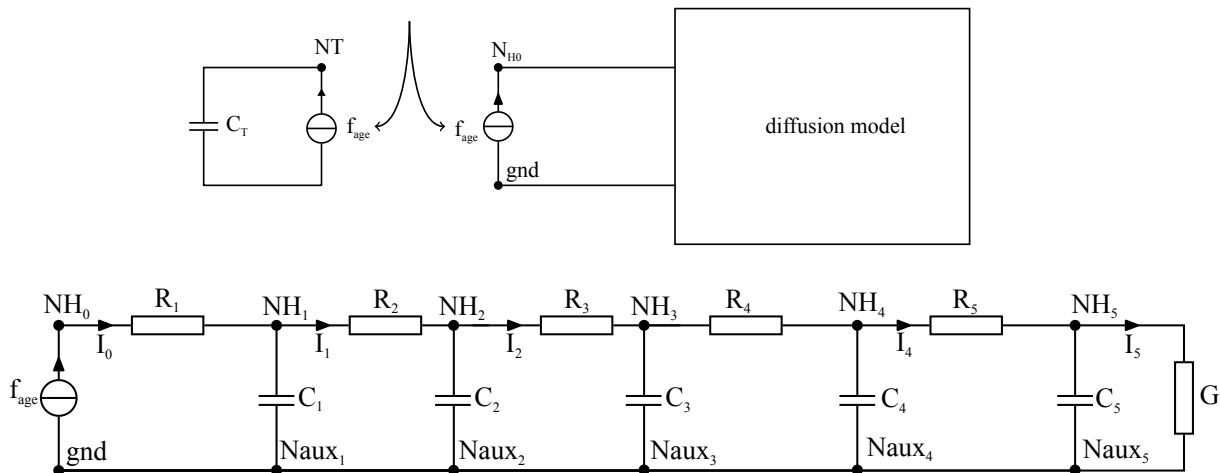 NT
N_H0
C_T
f_age
f_age
diffusion model
gnd
NH_0
R_1
NH_1
R_2
NH_2
R_3
NH_3
R_4
NH_4
R_5
NH_5
I_0
I_1
I_2
I_4
I_5
f_age
C_1
C_2
C_3
C_4
C_5
G
gnd
Naux_1
Naux_2
Naux_3
Naux_4
Naux_5